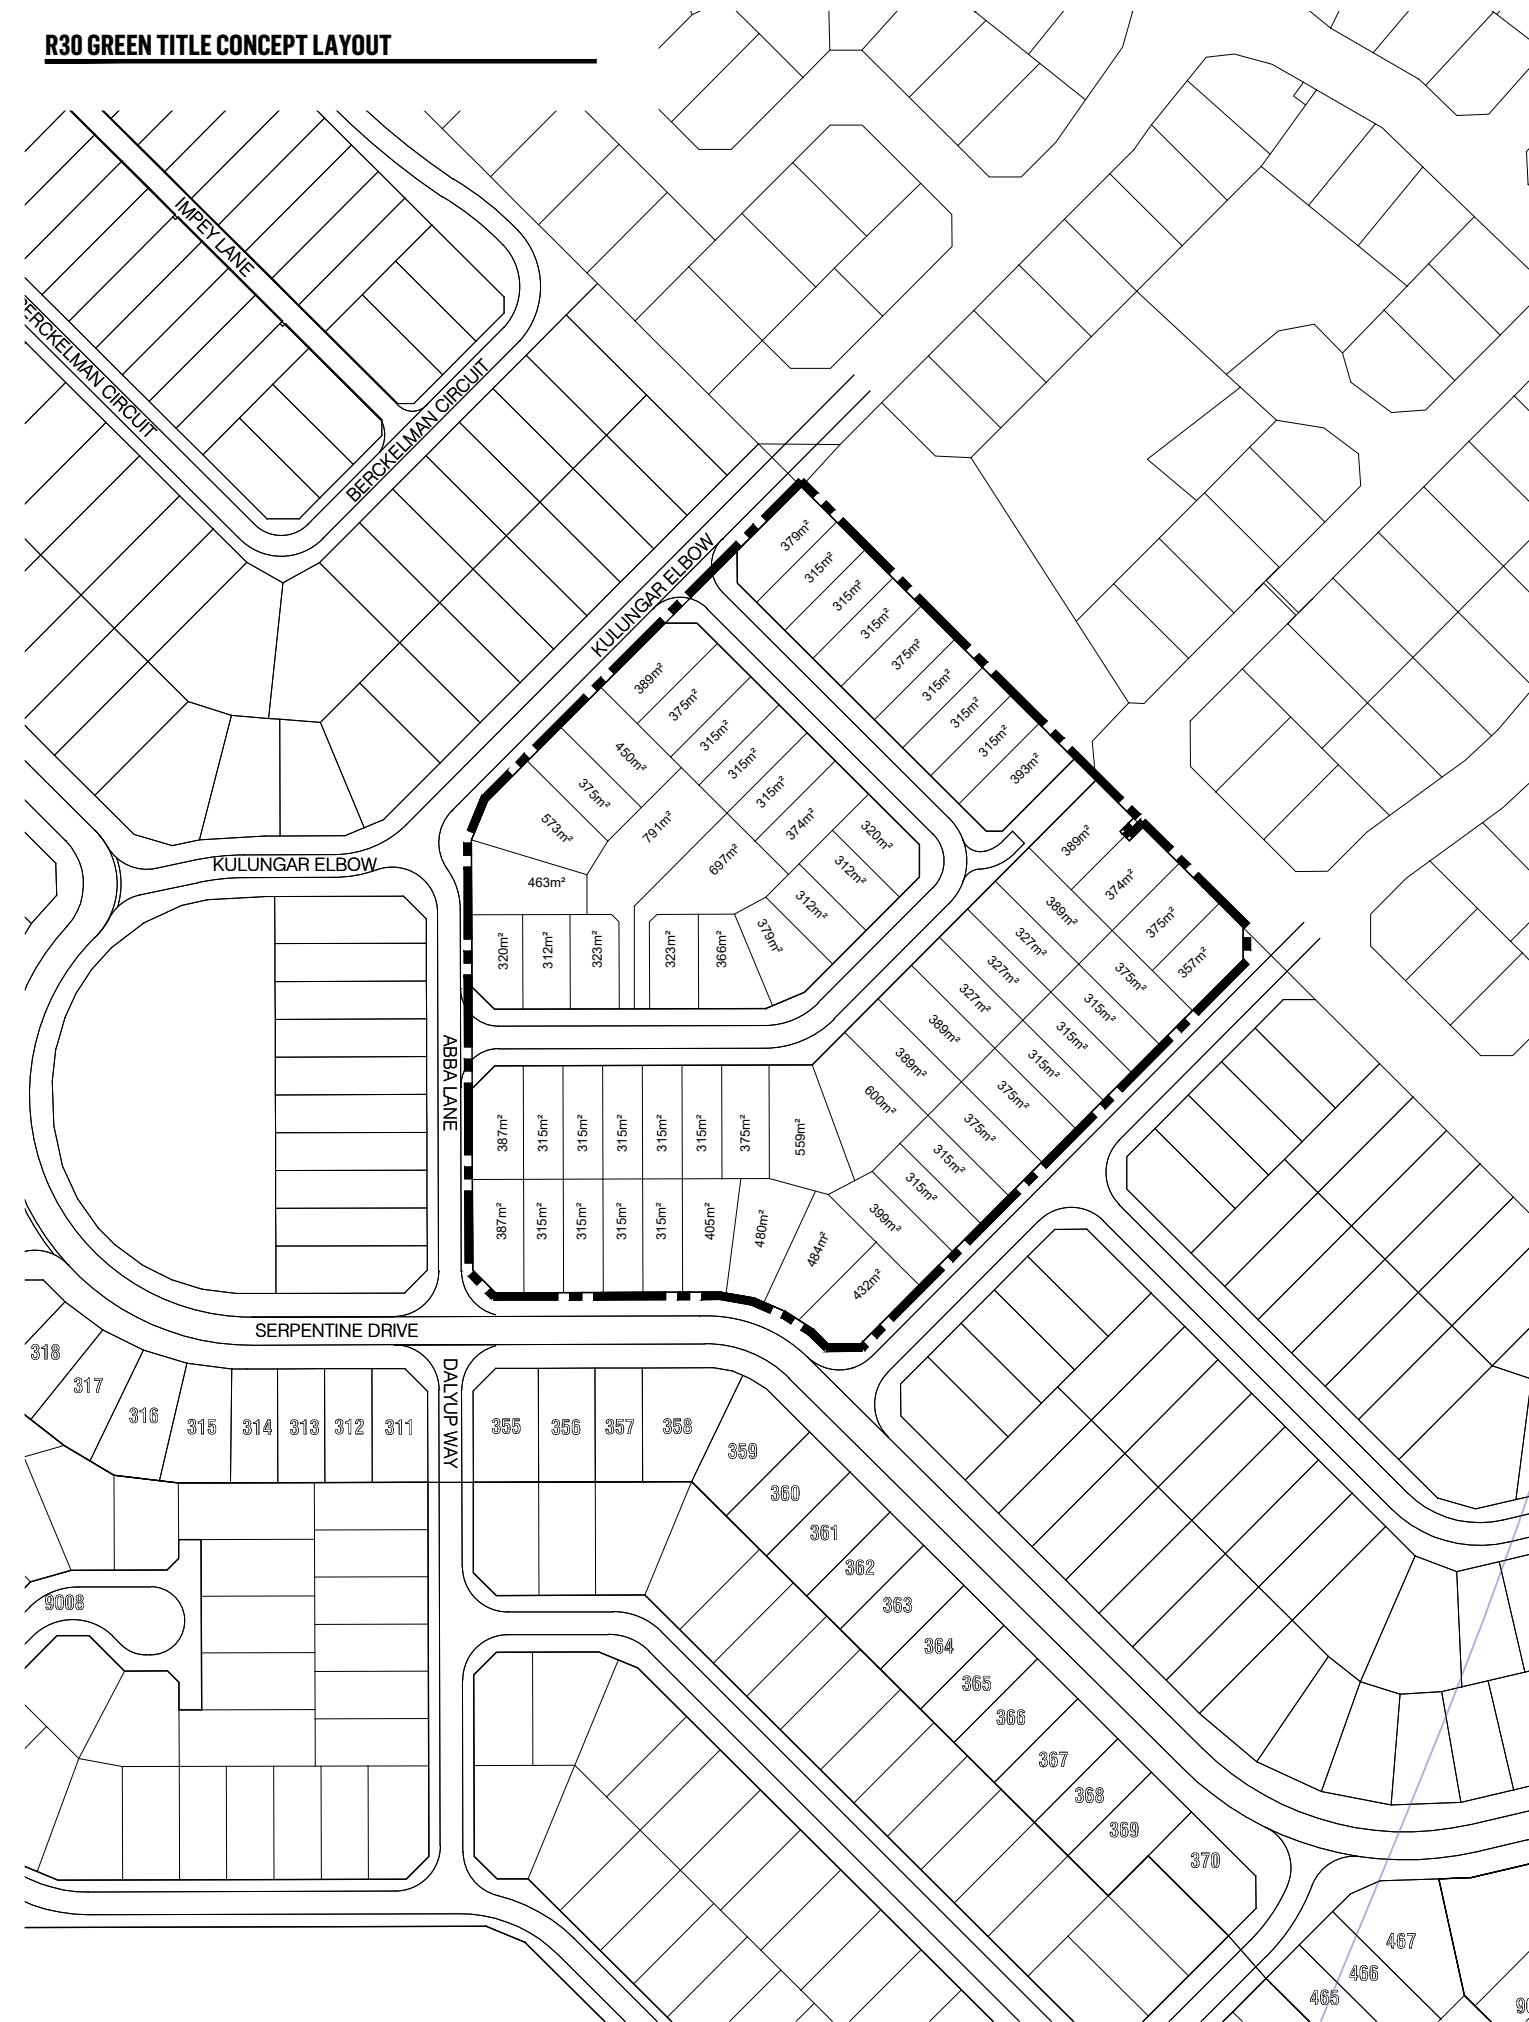 R30 GREEN TITLE CONCEPT LAYOUT
IMPEY LANE
BERCKELMAN CIRCUIT
BERCKELMAN CIRCUIT
KULUNGAR ELBOW
379m²
315m²
315m²
315m²
375m²
315m²
315m²
315m²
393m²
389m²
375m²
315m²
315m²
315m²
374m²
320m²
312m²
312m²
379m²
450m²
375m²
573m²
791m²
697m²
463m²
320m²
312m²
323m²
323m²
366m²
389m²
374m²
375m²
357m²
389m²
327m²
327m²
327m²
389m²
389m²
600m²
375m²
315m²
315m²
315m²
375m²
375m²
315m²
315m²
399m²
432m²
KULUNGAR ELBOW
ABBA LANE
387m²
315m²
315m²
315m²
315m²
315m²
375m²
559m²
387m²
315m²
315m²
315m²
315m²
405m²
480m²
484m²
SERPENTINE DRIVE
DALYUP WAY
318
317
316
315
314
313
312
311
355
356
357
358
359
360
361
362
363
364
365
366
367
368
369
370
9008
467
466
465